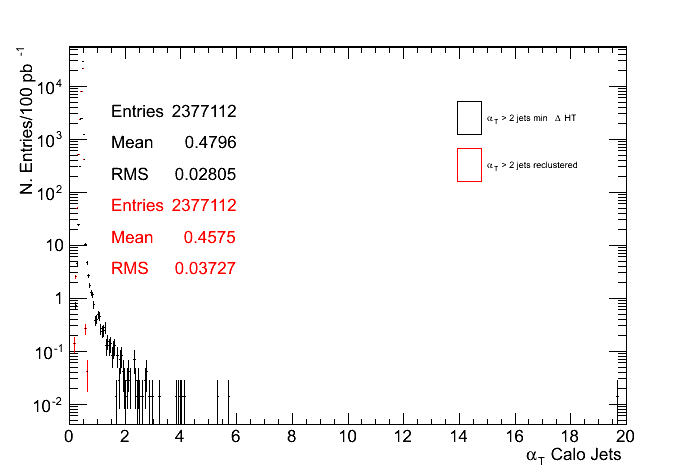 N. Entries/100 pb⁻¹
10⁴
10³
10²
10
1
10⁻¹
10⁻²
Entries 2377112
Mean 0.4796
RMS 0.02805
Entries 2377112
Mean 0.4575
RMS 0.03727
α_T > 2 jets min Δ HT
α_T > 2 jets reclustered
0 2 4 6 8 10 12 14 16 18 20
α_T Calo Jets